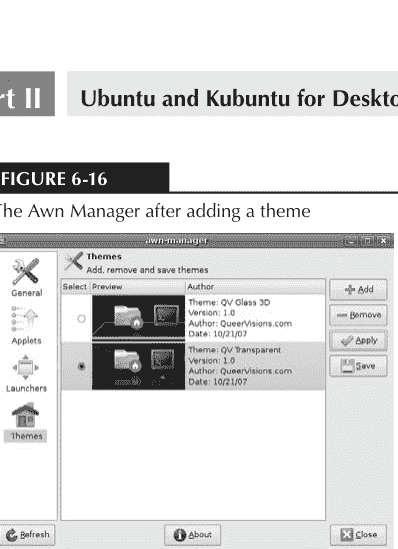 rt II
Ubuntu and Kubuntu for Deskto
FIGURE 6-16
The Awn Manager after adding a theme
awn-manager
Themes
Add, remove and save themes
General
Applets
Launchers
Themes
Select Preview Author
Theme: QV Glass 3D
Version: 1.0
Author: QueerVisions.com
Date: 10/21/07
Theme: QV Transparent
Version: 1.0
Author: QueerVisions.com
Date: 10/21/07
Add
Remove
Apply
Save
Refresh
About
Close